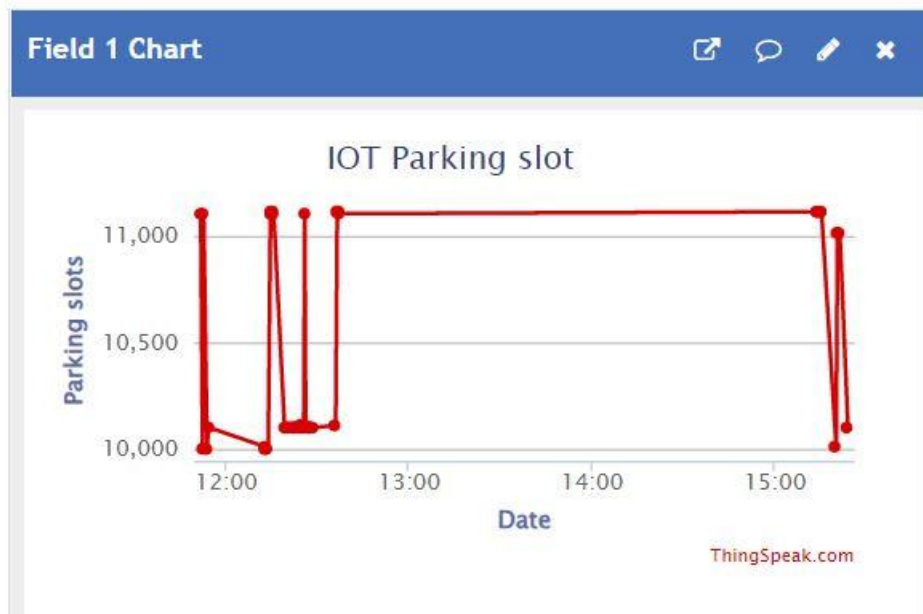 Field 1 Chart
IOT Parking slot
Parking slots
11,000
10,500
10,000
12:00 13:00 14:00 15:00
Date
ThingSpeak.com